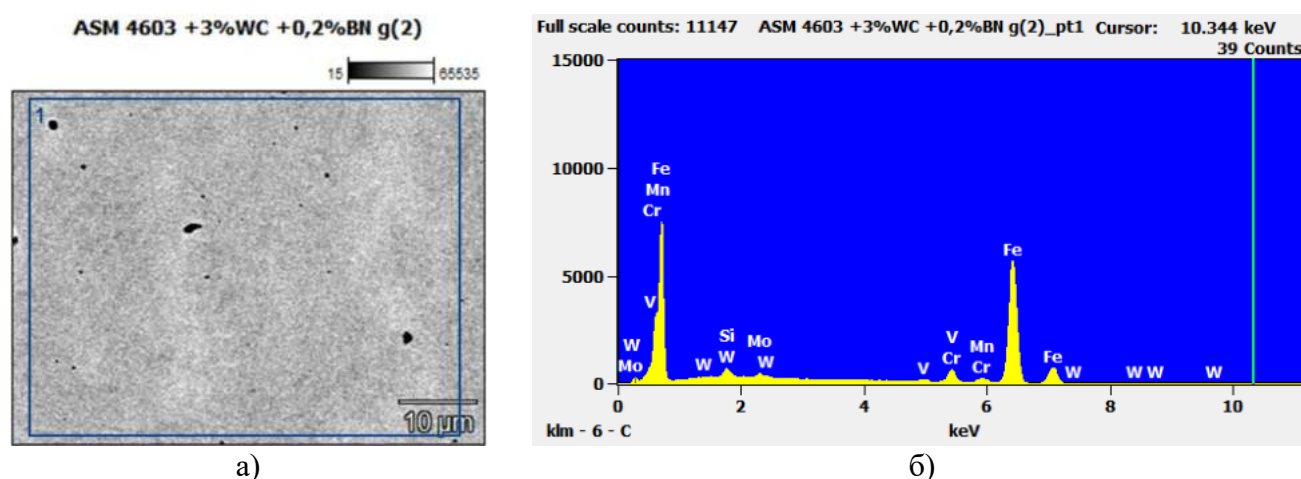 ASM 4603 +3%WC +0,2%BN g(2)
15 65535
1
10 µm
а)
Full scale counts: 11147 ASM 4603 +3%WC +0,2%BN g(2)_pt1 Cursor: 10.344 keV
39 Counts
15000
10000
5000
0
Fe
Mn
Cr
V
W
Mo
W
Si
W
Mo
W
V
V
Cr
Mn
Cr
Fe
Fe
W
W
W
W
0 2 4 6 8 10
klm - 6 - C keV
б)